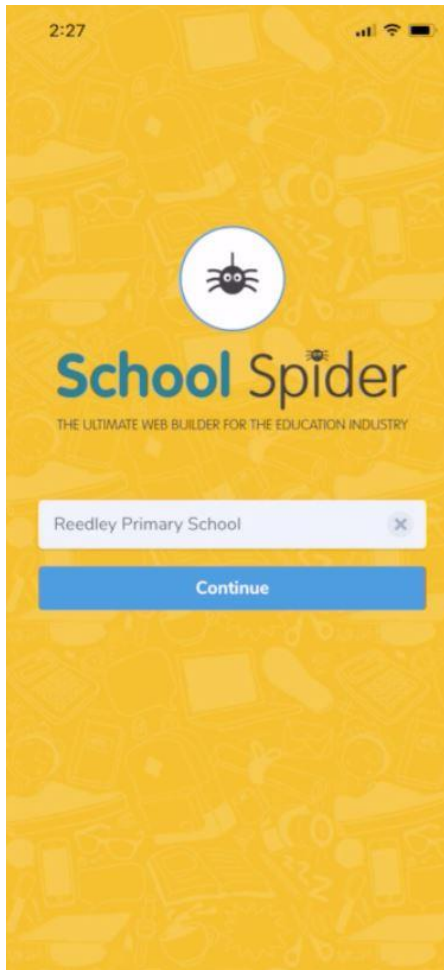 2:27
School Spider
THE ULTIMATE WEB BUILDER FOR THE EDUCATION INDUSTRY
Reedley Primary School
Continue